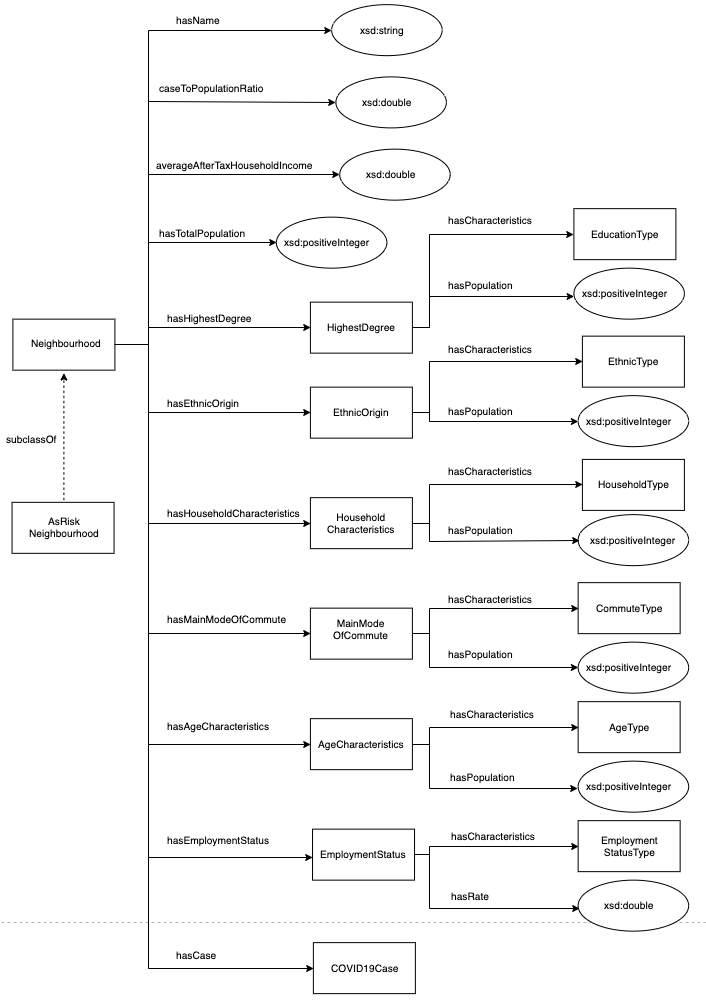 hasName
xsd:string
caseToPopulationRatio
xsd:double
averageAfterTaxHouseholdIncome
xsd:double
hasTotalPopulation
xsd:positiveInteger
hasCharacteristics
EducationType
hasPopulation
xsd:positiveInteger
hasHighestDegree
HighestDegree
Neighbourhood
hasCharacteristics
EthnicType
hasEthnicOrigin
EthnicOrigin
hasPopulation
xsd:positiveInteger
subclassOf
hasCharacteristics
HouseholdType
AsRisk
Neighbourhood
hasHouseholdCharacteristics
Household
Characteristics
hasPopulation
xsd:positiveInteger
hasCharacteristics
CommuteType
hasMainModeOfCommute
MainMode
OfCommute
hasPopulation
xsd:positiveInteger
hasCharacteristics
AgeType
hasAgeCharacteristics
AgeCharacteristics
hasPopulation
xsd:positiveInteger
hasCharacteristics
Employment
StatusType
hasEmploymentStatus
EmploymentStatus
hasRate
xsd:double
hasCase
COVID19Case